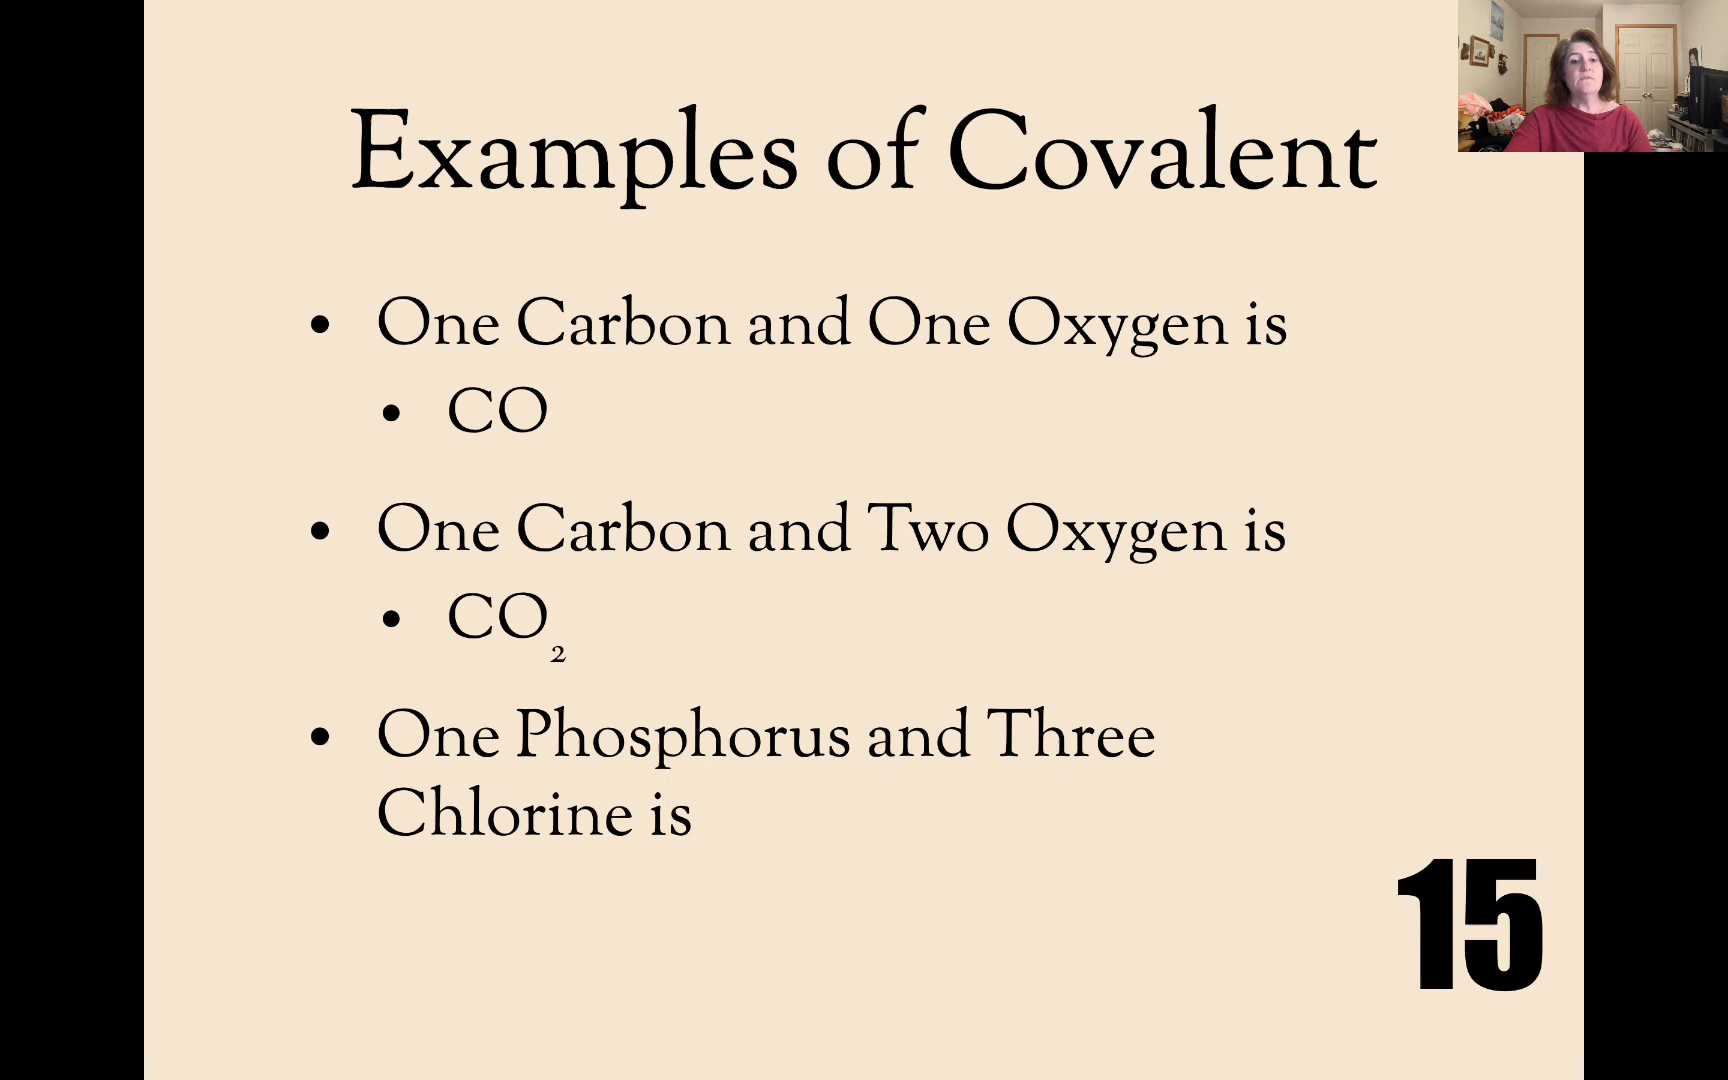 Examples of Covalent
• One Carbon and One Oxygen is
• CO
• One Carbon and Two Oxygen is
• CO₂
• One Phosphorus and Three
Chlorine is
15